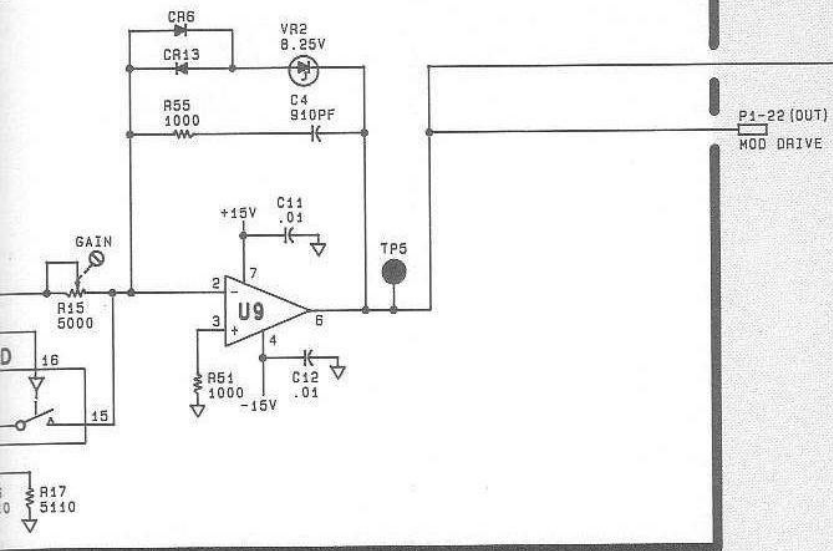 CR6
CR13
VR2
8.25V
R55
1000
C4
910PF
P1-22(OUT)
MOD DRIVE
+15V
C11
.01
GAIN
TP5
7
2
-
U9
6
3
+
4
R15
5000
D
16
R51
1000
-15V
C12
.01
15
R17
5110
0